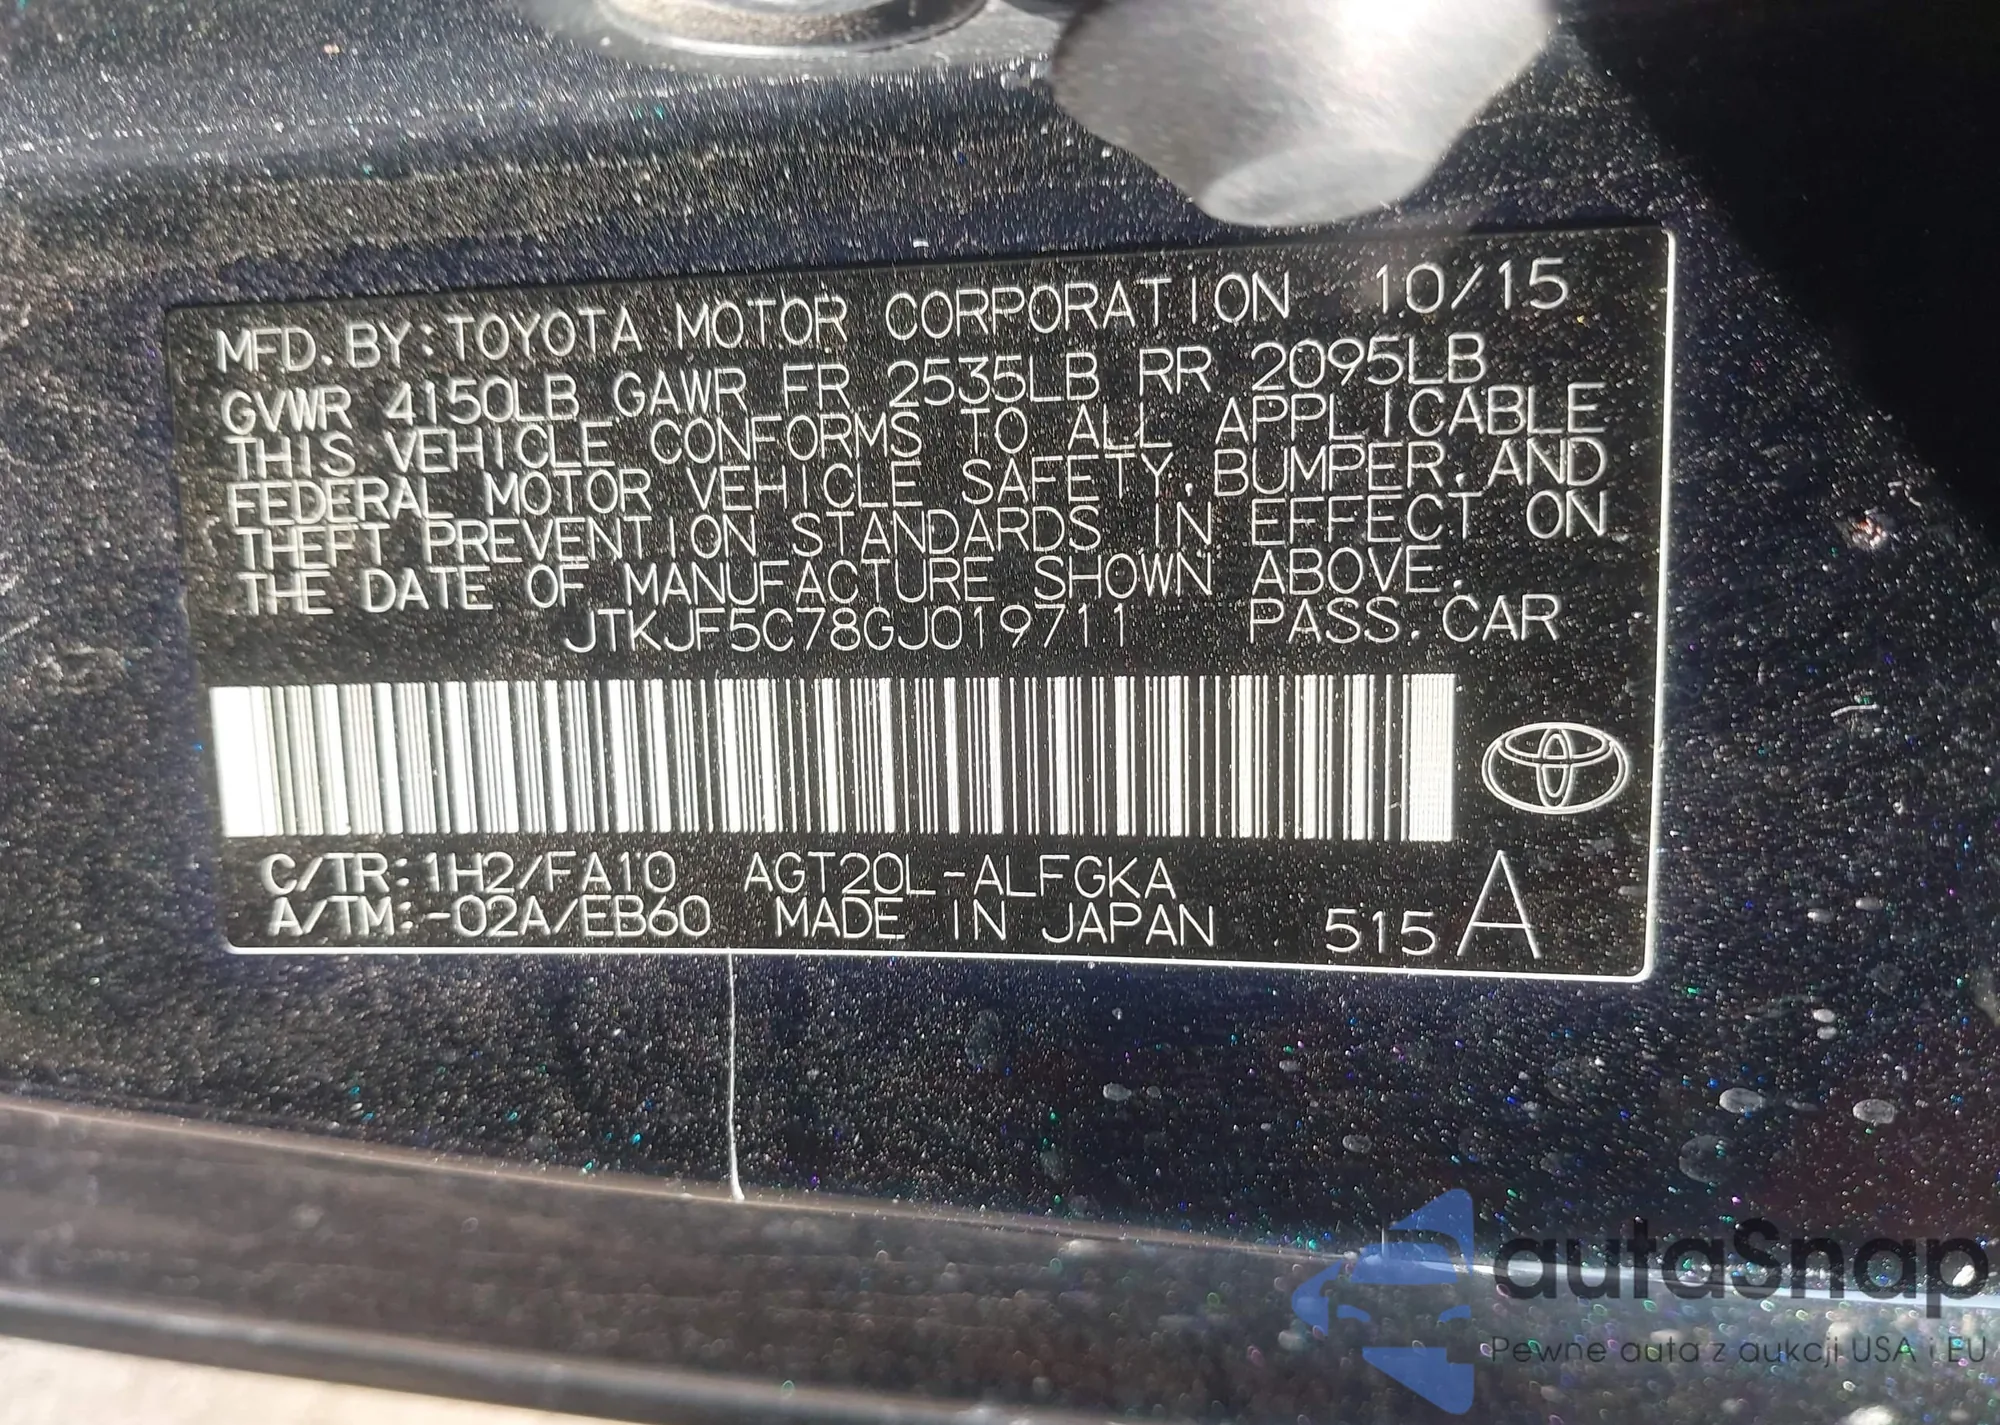 MFD. BY: TOYOTA MOTOR CORPORATION 10/15
GVWR 4150LB GAWR FR 2535LB RR 2095LB
THIS VEHICLE CONFORMS TO ALL APPLICABLE
FEDERAL MOTOR VEHICLE SAFETY, BUMPER, AND
THEFT PREVENTION STANDARDS IN EFFECT ON
THE DATE OF MANUFACTURE SHOWN ABOVE.
JTKJF5C78GJ019711 PASS. CAR
C/TR: 1H2/FA10 AGT20L-ALFGKA
A/TM: -02A/EB60 MADE IN JAPAN 515 A
autaSnap
Pewne auta z aukcji USA i EU